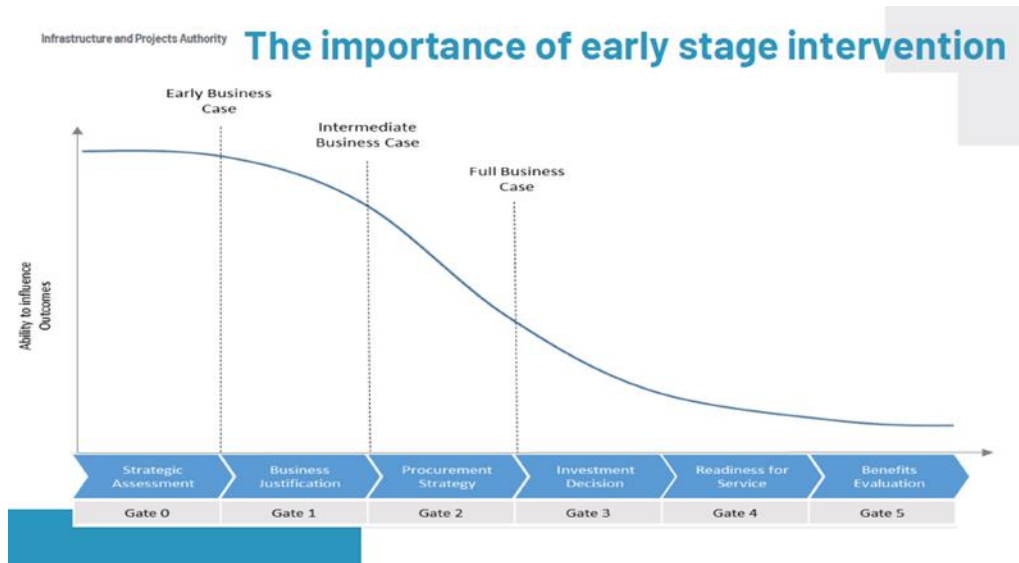 Infrastructure and Projects Authority
The importance of early stage intervention
Early Business
Case
Intermediate
Business Case
Full Business
Case
Ability to influence
Outcomes
Strategic
Assessment
Business
Justification
Procurement
Strategy
Investment
Decision
Readiness for
Service
Benefits
Evaluation
Gate 0
Gate 1
Gate 2
Gate 3
Gate 4
Gate 5